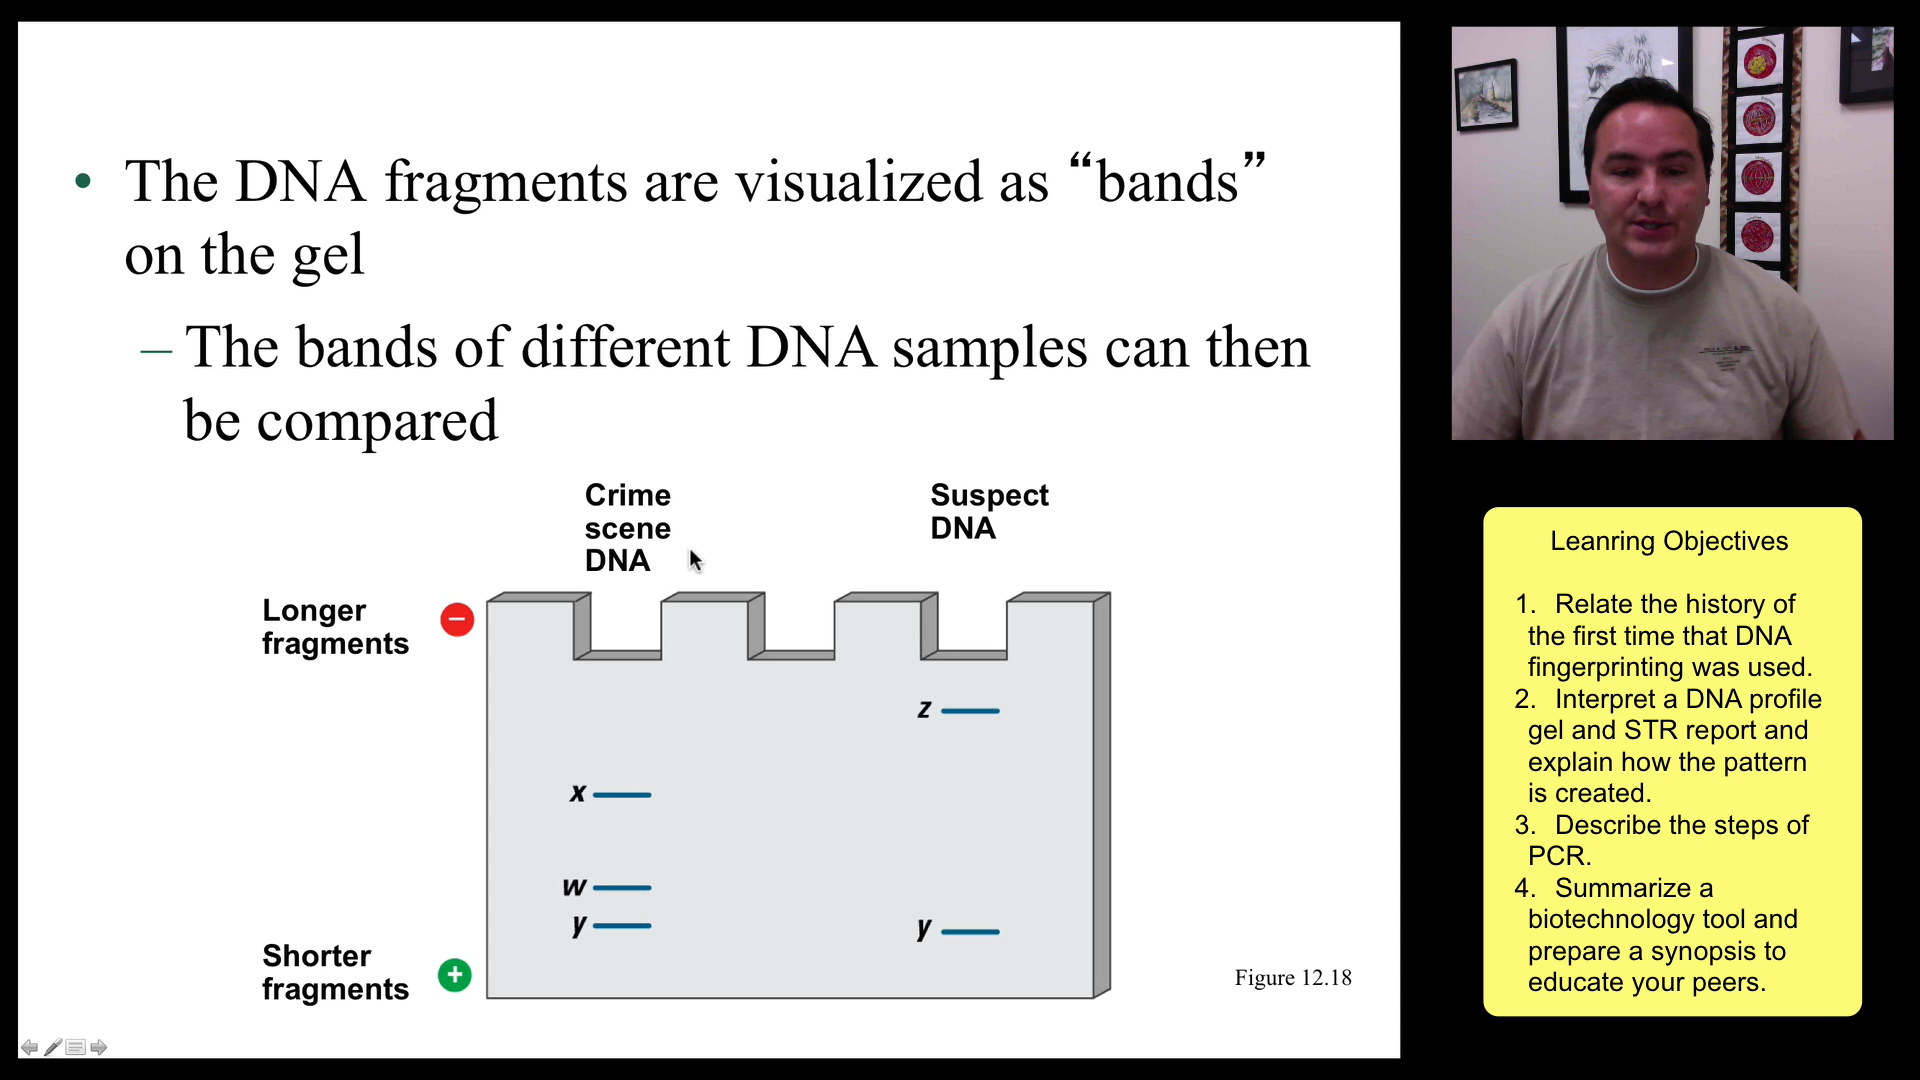 • The DNA fragments are visualized as “bands”
on the gel
– The bands of different DNA samples can then
be compared
Crime
scene
DNA
Suspect
DNA
Longer
fragments
−
z
x
w
y
y
Shorter
fragments
+
Figure 12.18
Leanring Objectives
1. Relate the history of
the first time that DNA
fingerprinting was used.
2. Interpret a DNA profile
gel and STR report and
explain how the pattern
is created.
3. Describe the steps of
PCR.
4. Summarize a
biotechnology tool and
prepare a synopsis to
educate your peers.